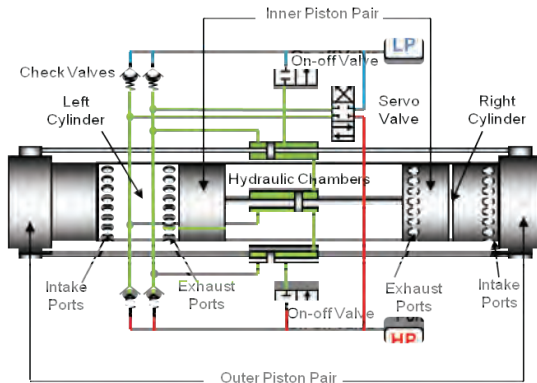 Inner Piston Pair
LP
On-off Valve
Check Valves
Left
Cylinder
Servo
Valve
Right
Cylinder
Hydraulic Chambers
Intake
Ports
Exhaust
Ports
On-off Valve
Exhaust
Ports
Intake
Ports
HP
Outer Piston Pair